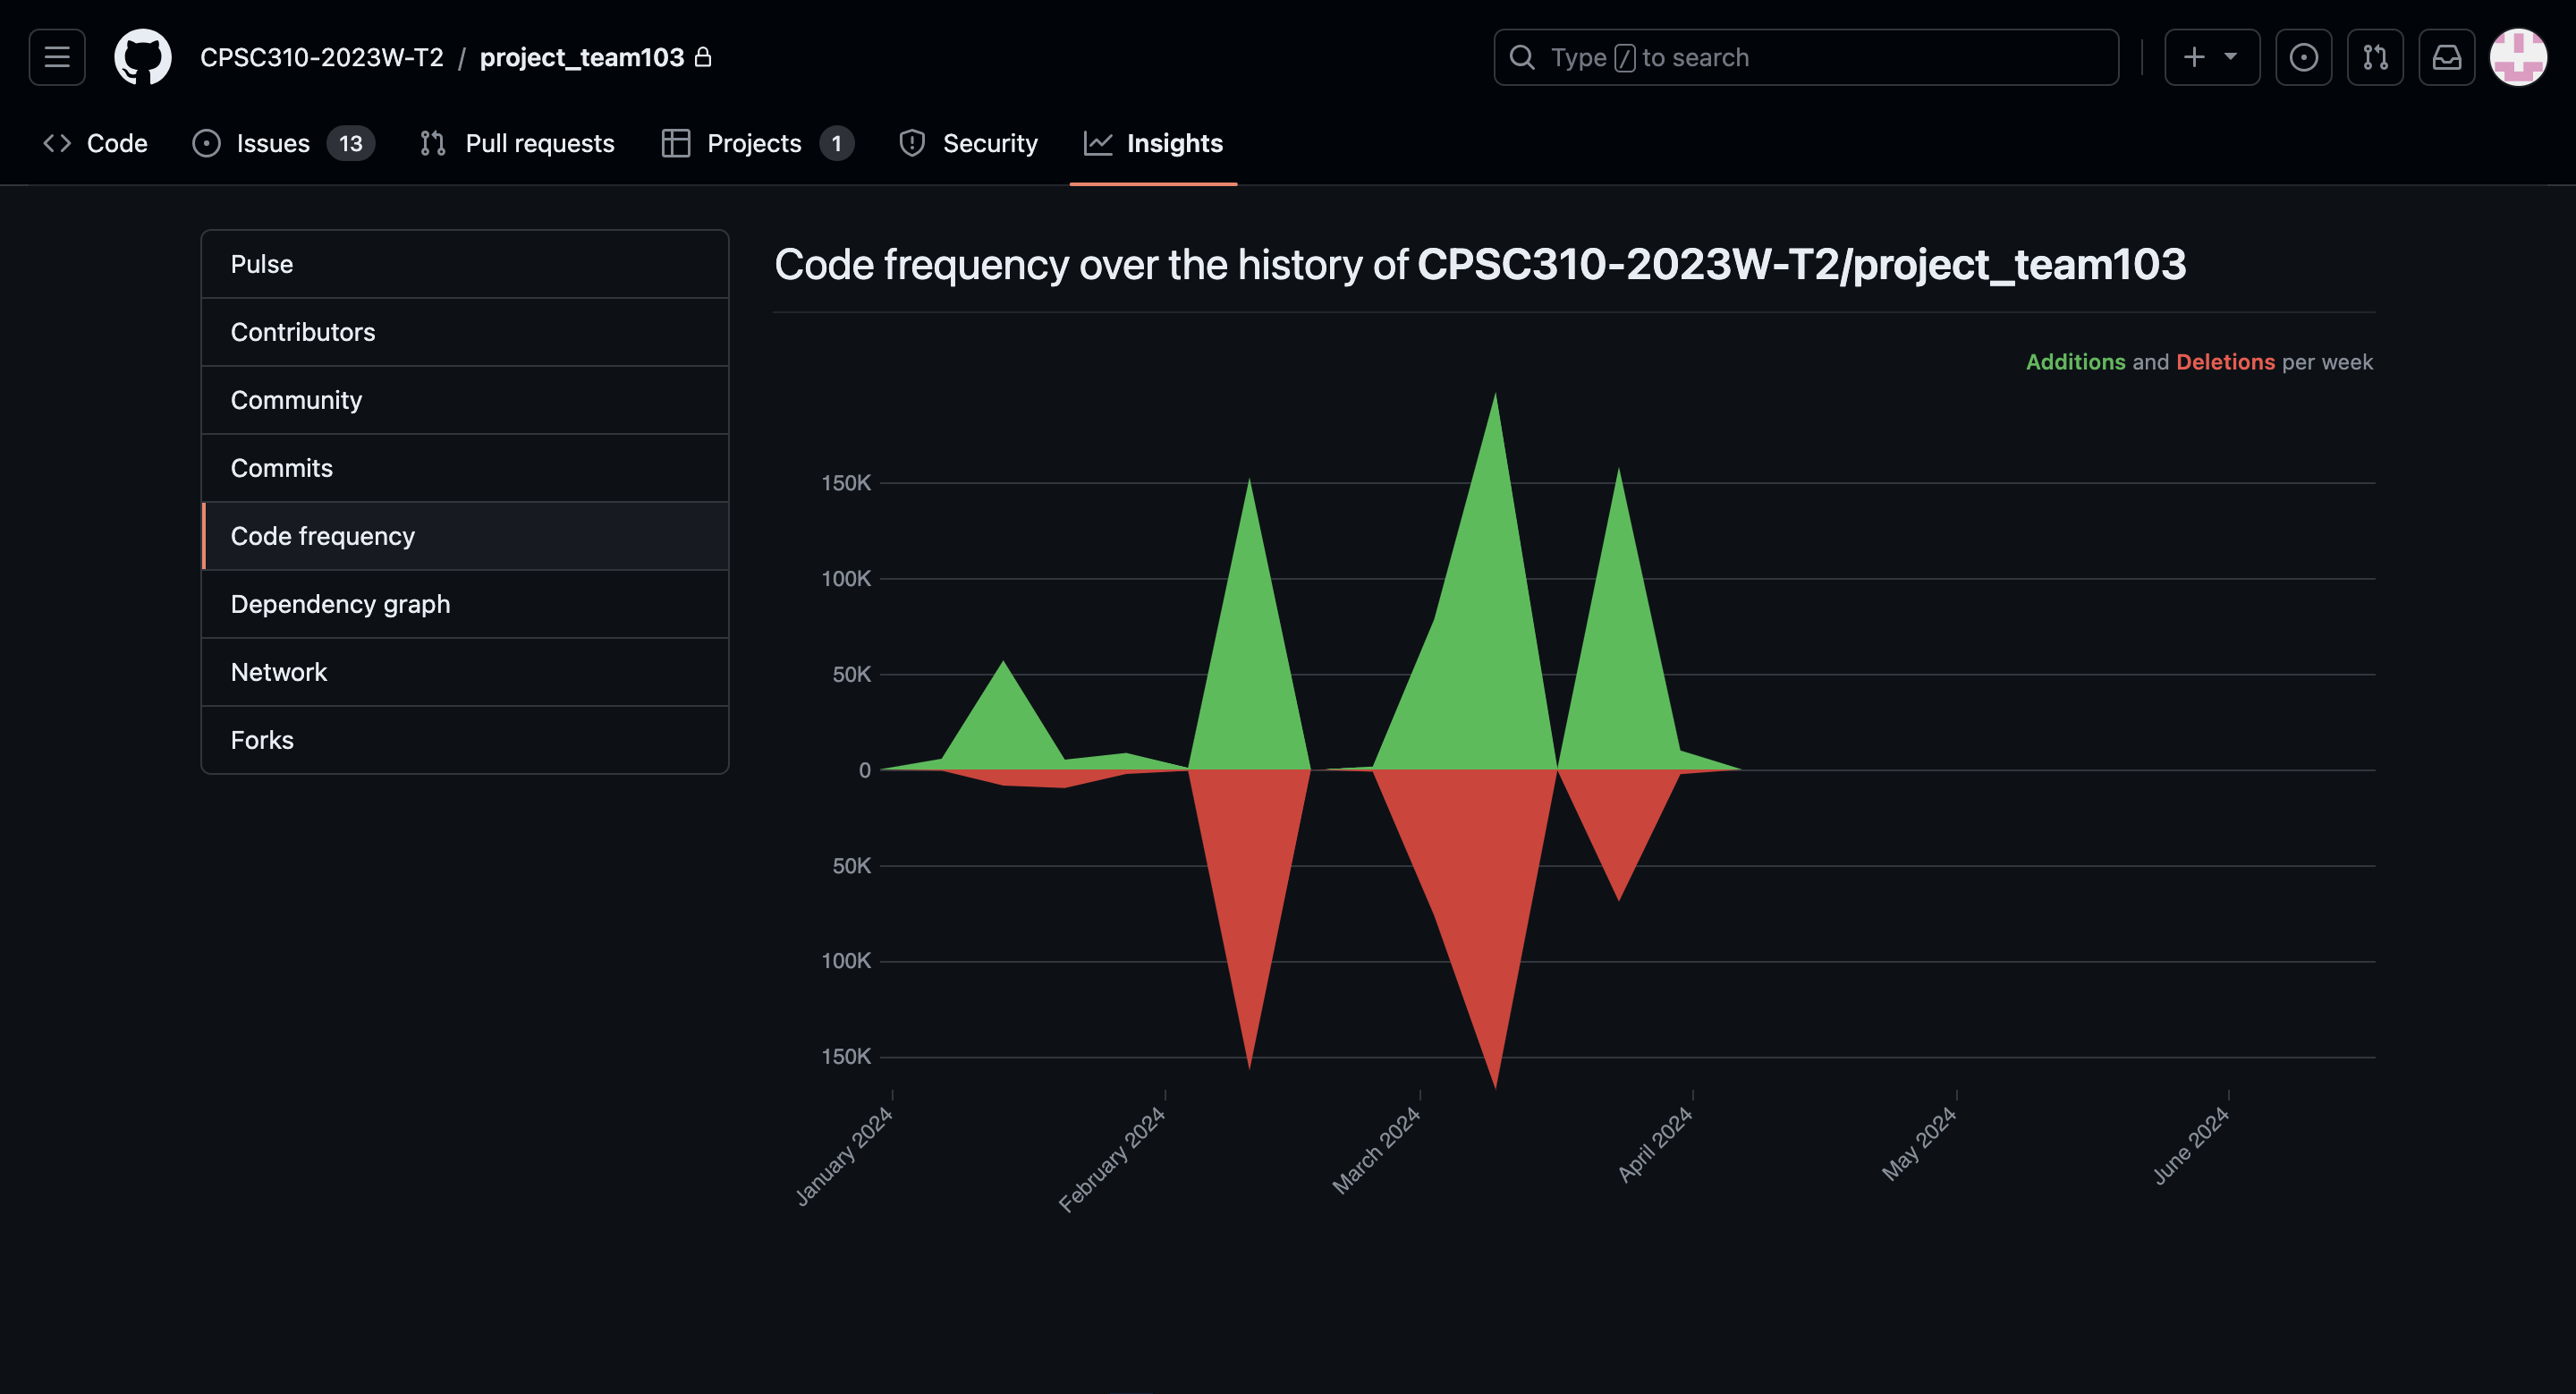 CPSC310-2023W-T2 / project_team103
Type / to search
Code
Issues 13
Pull requests
Projects 1
Security
Insights
Pulse
Contributors
Community
Commits
Code frequency
Dependency graph
Network
Forks
Code frequency over the history of CPSC310-2023W-T2/project_team103
Additions and Deletions per week
150K
100K
50K
0
50K
100K
150K
January 2024
February 2024
March 2024
April 2024
May 2024
June 2024